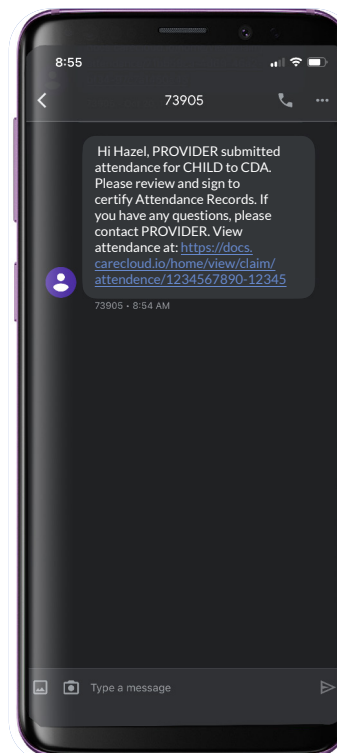 8:55
73905
Hi Hazel, PROVIDER submitted
attendance for CHILD to CDA.
Please review and sign to
certify Attendance Records. If
you have any questions, please
contact PROVIDER. View
attendance at: https://docs.
carecloud.io/home/view/claim/
attendence/1234567890-12345
73905 • 8:54 AM
Type a message